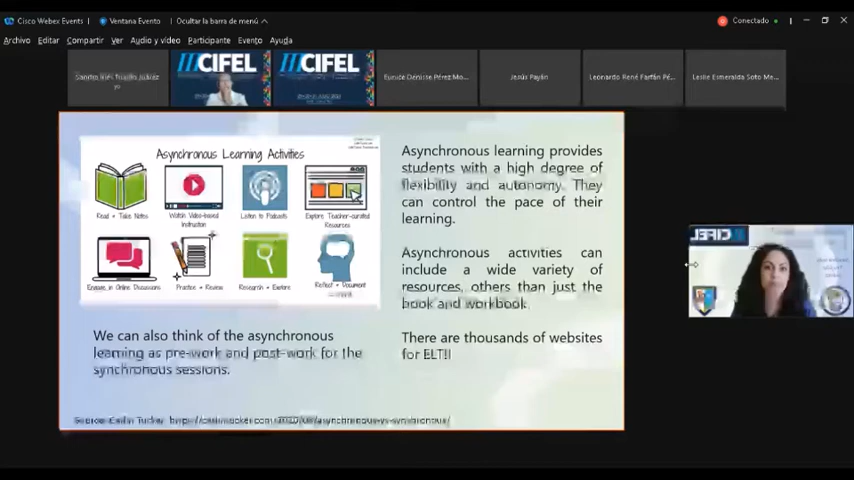 Cisco Webex Events
Ventana Evento
Ocultar la barra de menú
Conectado
Archivo Editar Compartir Ver Audio y video Participante Evento Ayuda
CIFEL
CIFEL
Eunice Denisse Pérez Mo...
Jesús Paylin
Leonardo René Farfán Pé...
Leslie Esmeralda Soto Me...
Asynchronous Learning Activities
Read + Take Notes
Watch Video-based Instruction
Listen to Podcasts
Explore Teacher-curated Resources
Engage in Online Discussions
Practice + Review
Research + Explore
Reflect + Document
We can also think of the asynchronous
learning as pre-work and post-work for the
synchronous sessions.
Asynchronous learning provides
students with a high degree of
flexibility and autonomy. They
can control the pace of their
learning.
Asynchronous activities can
include a wide variety of
resources, others than just the
book and workbook.
There are thousands of websites
for ELT!!
Source: Catlin Tucker
CIFEL